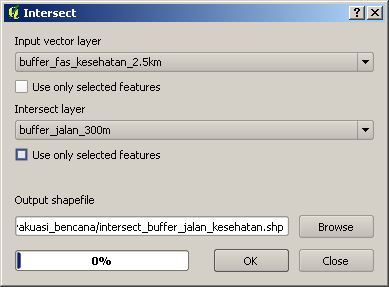 Intersect
Input vector layer
buffer_fas_kesehatan_2.5km
Use only selected features
Intersect layer
buffer_jalan_300m
Use only selected features
Output shapefile
/akuasi_bencana/intersect_buffer_jalan_kesehatan.shp
Browse
0%
OK
Close